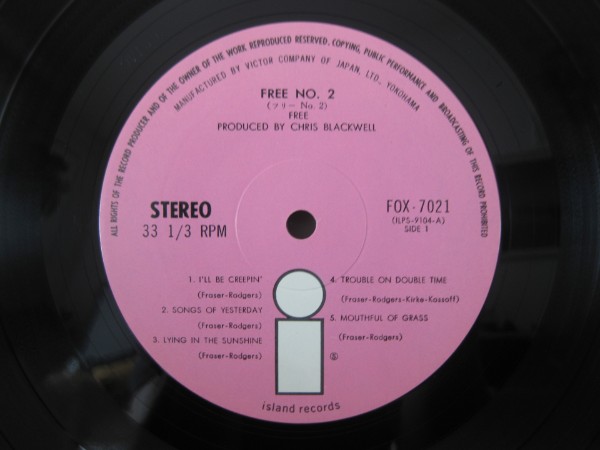 ALL RIGHTS OF THE RECORD PRODUCER AND OF THE OWNER OF THE WORK REPRODUCED RESERVED. COPYING, PUBLIC PERFORMANCE AND BROADCASTING OF THIS RECORD PROHIBITED
MANUFACTURED BY VICTOR COMPANY OF JAPAN, LTD., YOKOHAMA
FREE NO. 2
(フリー No. 2)
FREE
PRODUCED BY CHRIS BLACKWELL
STEREO
33 1/3 RPM
FOX-7021
(ILPS-9104-A)
SIDE 1
1. I'LL BE CREEPIN'
(Fraser-Rodgers)
2. SONGS OF YESTERDAY
(Fraser-Rodgers)
3. LYING IN THE SUNSHINE
(Fraser-Rodgers)
4. TROUBLE ON DOUBLE TIME
(Fraser-Rodgers-Kirke-Kossoff)
5. MOUTHFUL OF GRASS
(Fraser-Rodgers)
i
island records